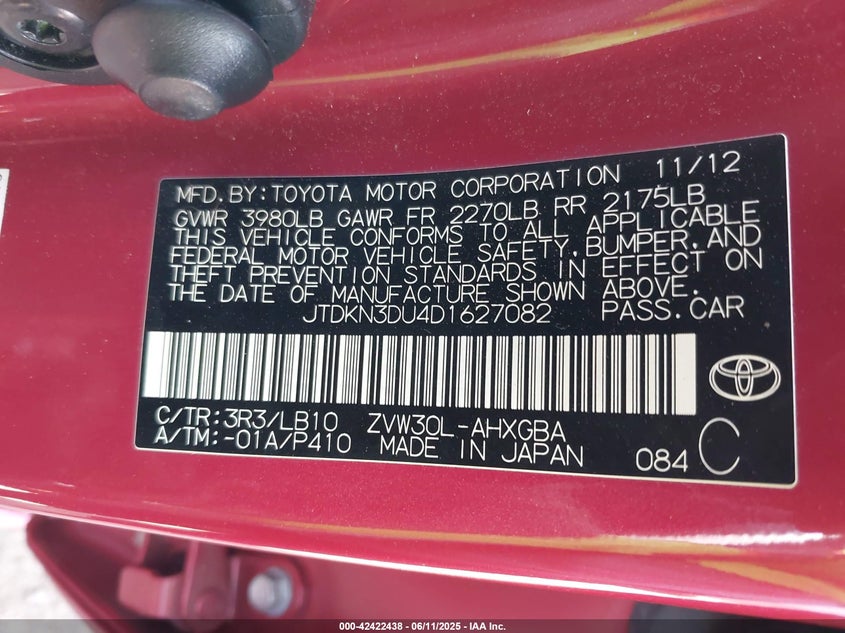 MFD.BY:TOYOTA MOTOR CORPORATION 11/12
GVWR 3980LB GAWR FR 2270LB RR 2175LB
THIS VEHICLE CONFORMS TO ALL APPLICABLE
FEDERAL MOTOR VEHICLE SAFETY,BUMPER,AND
THEFT PREVENTION STANDARDS IN EFFECT ON
THE DATE OF MANUFACTURE SHOWN ABOVE.
JTDKN3DU4D1627082 PASS.CAR
C/TR:3R3/LB10 ZVW30L-AHXGBA
A/TM:-01A/P410 MADE IN JAPAN 084 C
000-42422438 - 06/11/2025 - IAA Inc.